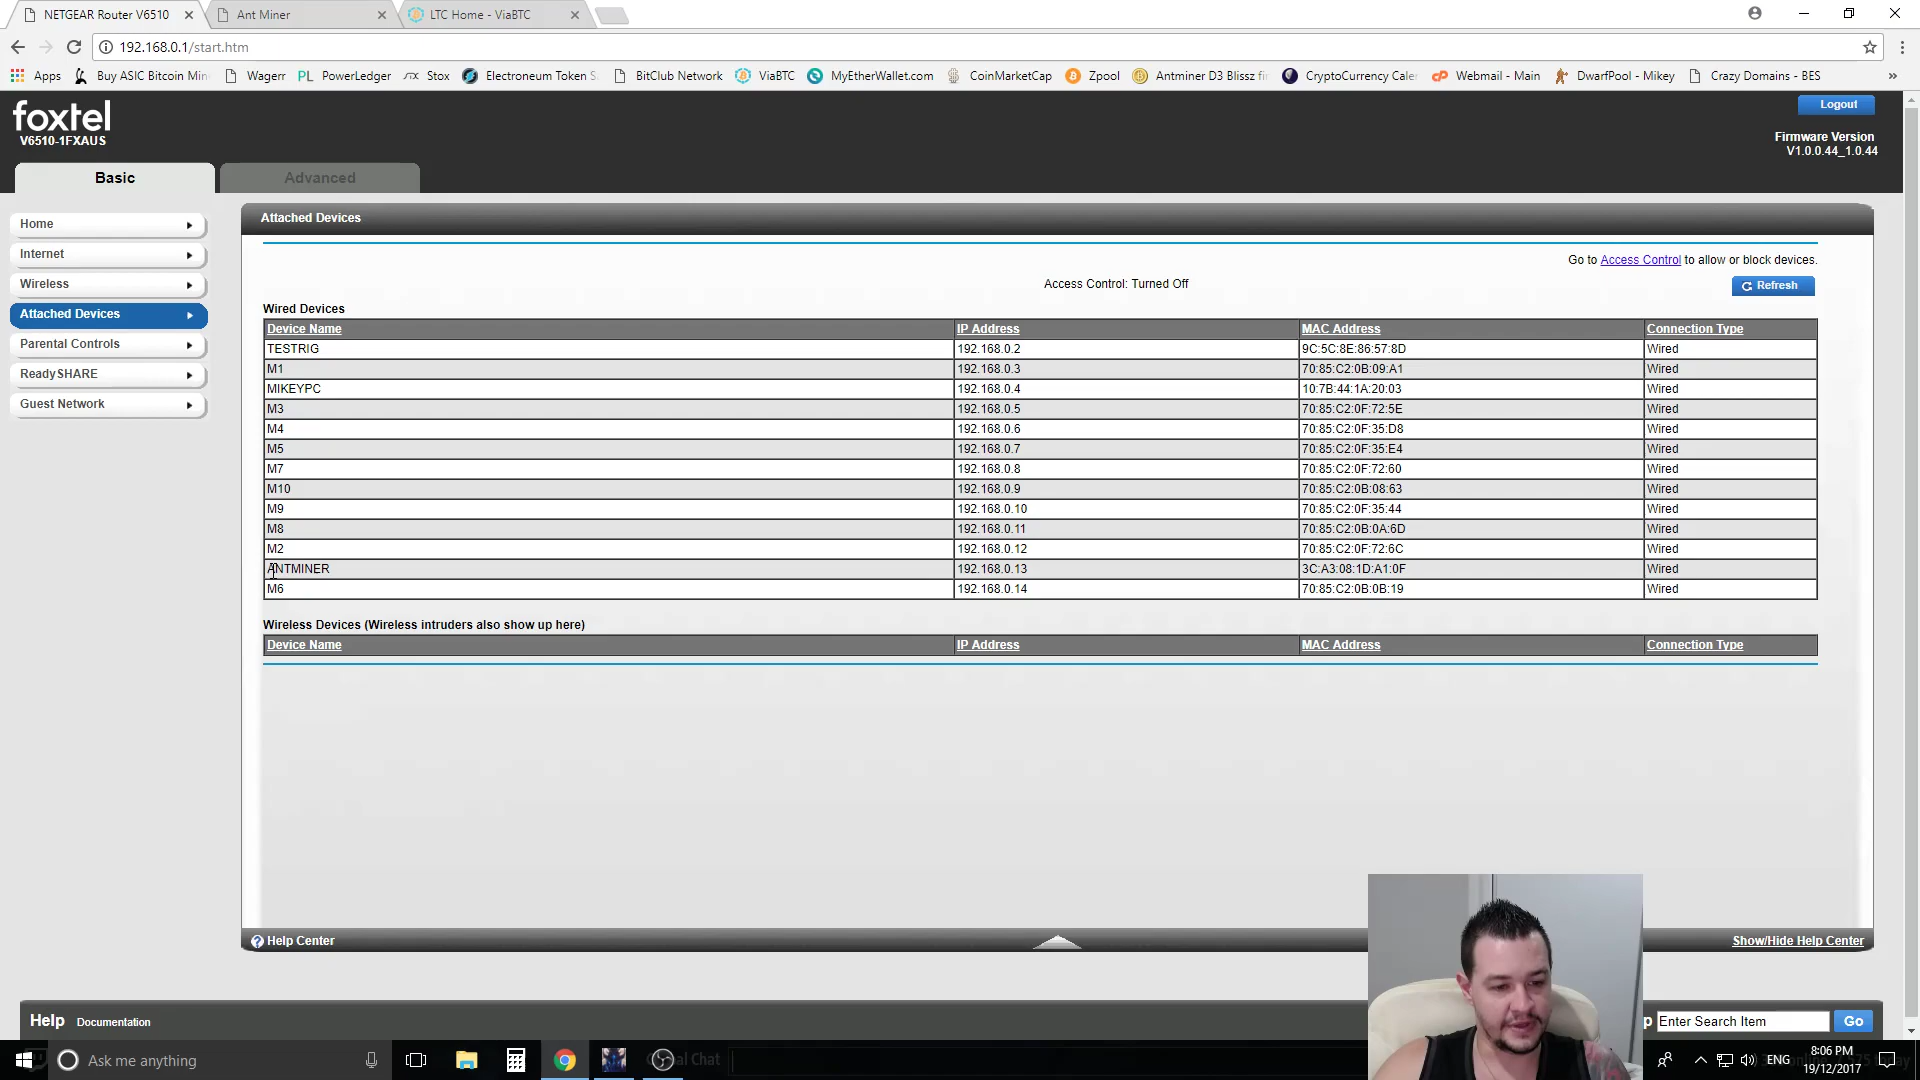 NETGEAR Router V6510
Ant Miner
LTC Home - ViaBTC
192.168.0.1/start.htm
Apps
Buy ASIC Bitcoin Min
Wagerr
PL PowerLedger
Stox
Electroneum Token S
BitClub Network
ViaBTC
MyEtherWallet.com
CoinMarketCap
Zpool
Antminer D3 Blissz fi
CryptoCurrency Cale
Webmail - Main
DwarfPool - Mikey
Crazy Domains - BES
foxtel
V6510-1FXAUS
Logout
Firmware Version
V1.0.0.44_1.0.44
Basic
Advanced
Home
Internet
Wireless
Attached Devices
Parental Controls
ReadySHARE
Guest Network
Attached Devices
Go to Access Control to allow or block devices.
Access Control: Turned Off
Refresh
Wired Devices
Device Name IP Address MAC Address Connection Type
TESTRIG 192.168.0.2 9C:5C:8E:86:57:8D Wired
M1 192.168.0.3 70:85:C2:0B:09:A1 Wired
MIKEYPC 192.168.0.4 10:7B:44:1A:20:03 Wired
M3 192.168.0.5 70:85:C2:0F:72:5E Wired
M4 192.168.0.6 70:85:C2:0F:35:D8 Wired
M5 192.168.0.7 70:85:C2:0F:35:E4 Wired
M7 192.168.0.8 70:85:C2:0F:72:60 Wired
M10 192.168.0.9 70:85:C2:0B:08:63 Wired
M9 192.168.0.10 70:85:C2:0F:35:44 Wired
M8 192.168.0.11 70:85:C2:0B:0A:6D Wired
M2 192.168.0.12 70:85:C2:0F:72:6C Wired
ANTMINER 192.168.0.13 3C:A3:08:1D:A1:0F Wired
M6 192.168.0.14 70:85:C2:0B:0B:19 Wired
Wireless Devices (Wireless intruders also show up here)
Device Name IP Address MAC Address Connection Type
Help Center
Show/Hide Help Center
Help Documentation
p Enter Search Item Go
Ask me anything
Chat
ENG
8:06 PM
19/12/2017